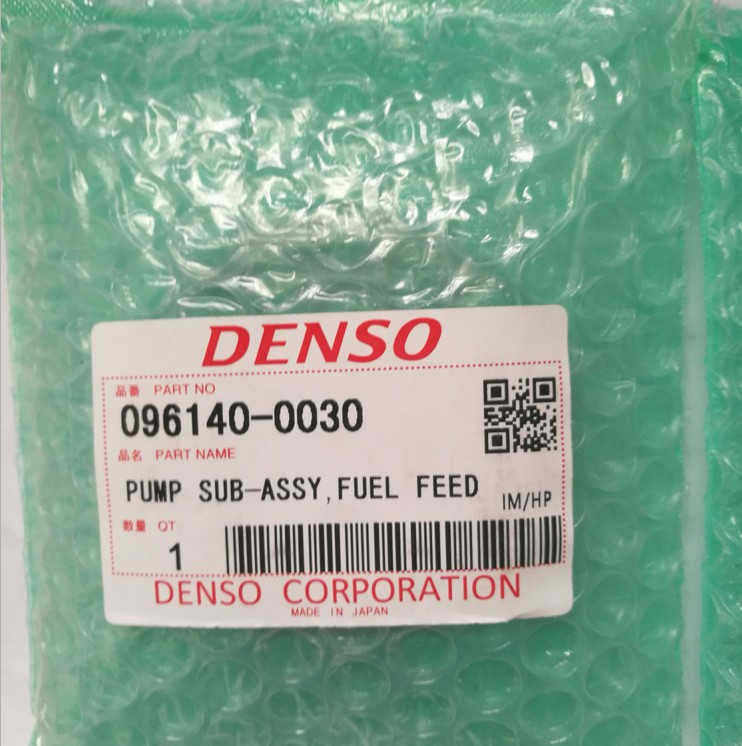 DENSO
品番 PART NO
096140-0030
品名 PART NAME
PUMP SUB-ASSY,FUEL FEED
IM/HP
数量 QT
1
DENSO CORPORATION
MADE IN JAPAN